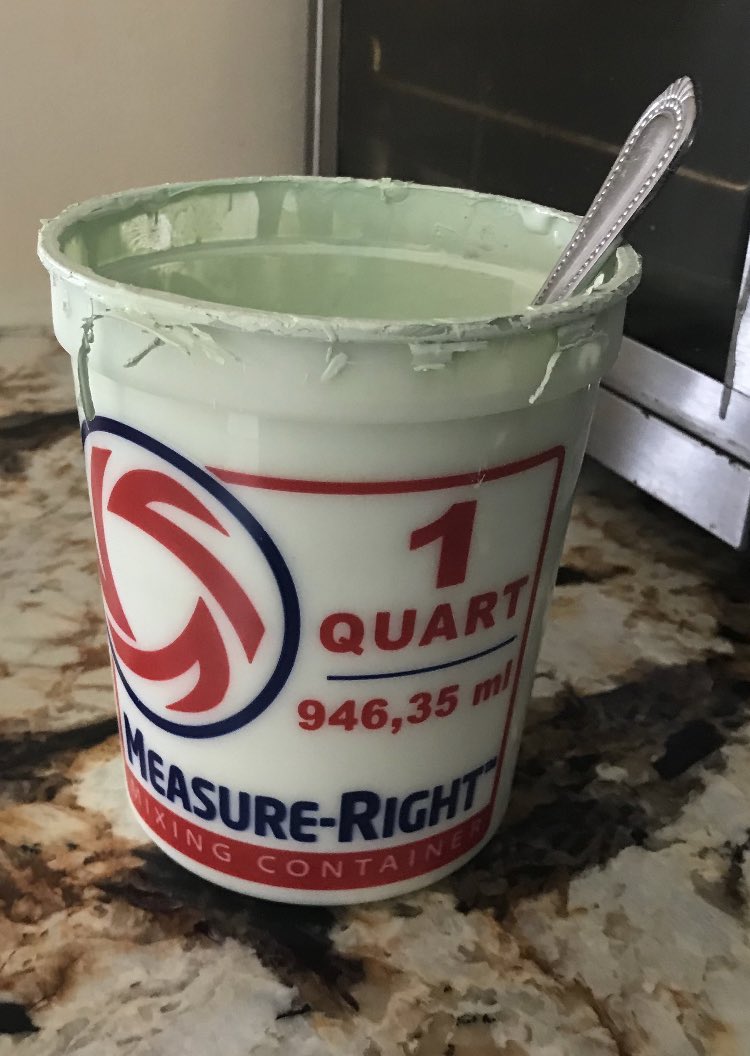 1
QUART
946,35 ml
MEASURE-RIGHT™
MIXING CONTAINER